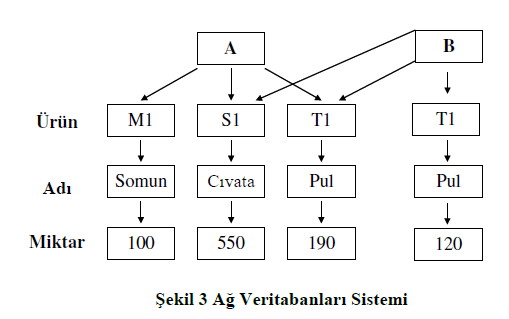 A B
Ürün M1 S1 T1 T1
Adı Somun Cıvata Pul Pul
Miktar 100 550 190 120
Şekil 3 Ağ Veritabanları Sistemi